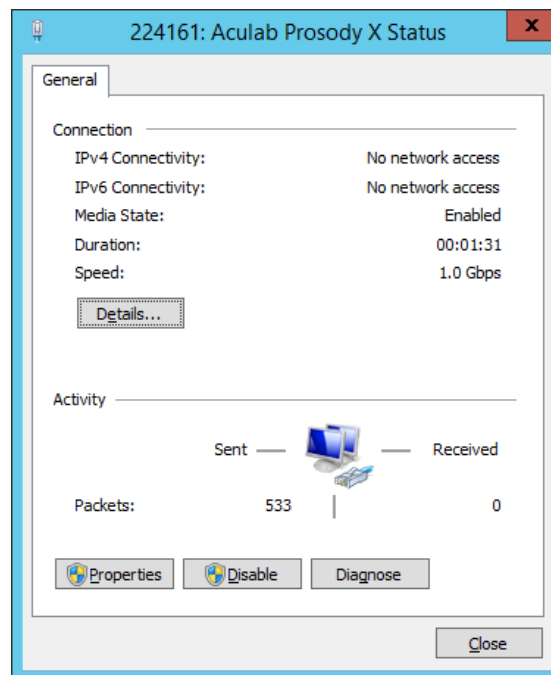 224161: Aculab Prosody X Status
x
General
Connection
IPv4 Connectivity: No network access
IPv6 Connectivity: No network access
Media State: Enabled
Duration: 00:01:31
Speed: 1.0 Gbps
Details...
Activity
Sent Received
Packets: 533 0
Properties Disable Diagnose
Close